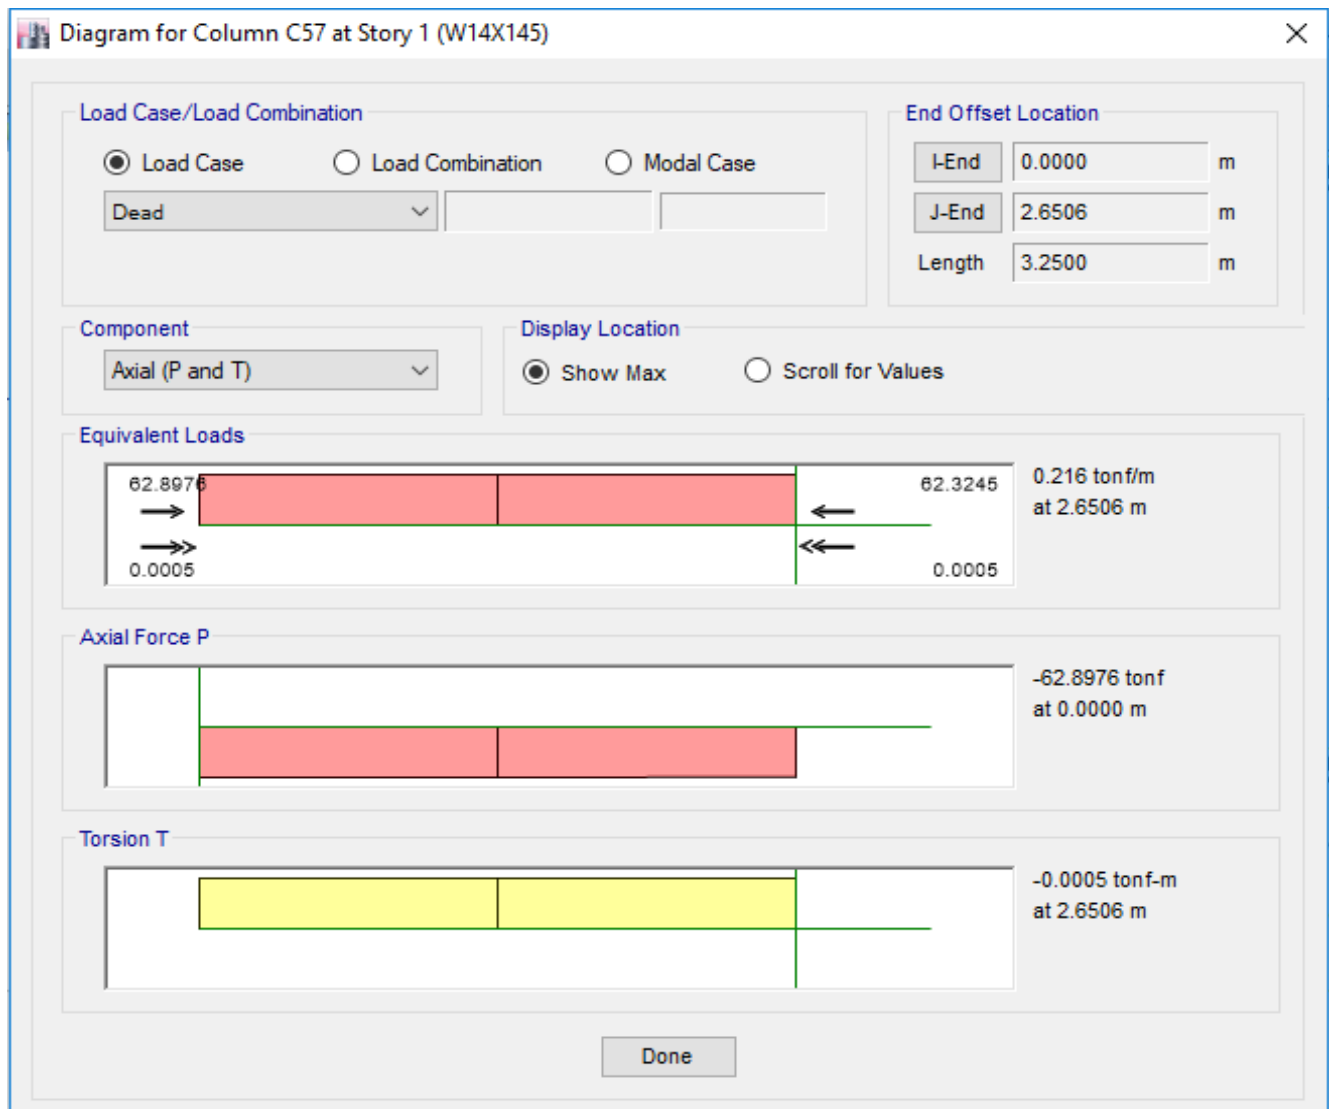 Diagram for Column C57 at Story 1 (W14X145)
Load Case/Load Combination
Load Case
Load Combination
Modal Case
Dead
End Offset Location
I-End 0.0000 m
J-End 2.6506 m
Length 3.2500 m
Component
Axial (P and T)
Display Location
Show Max
Scroll for Values
Equivalent Loads
62.8976 62.3245
0.0005 0.0005
0.216 tonf/m
at 2.6506 m
Axial Force P
-62.8976 tonf
at 0.0000 m
Torsion T
-0.0005 tonf-m
at 2.6506 m
Done